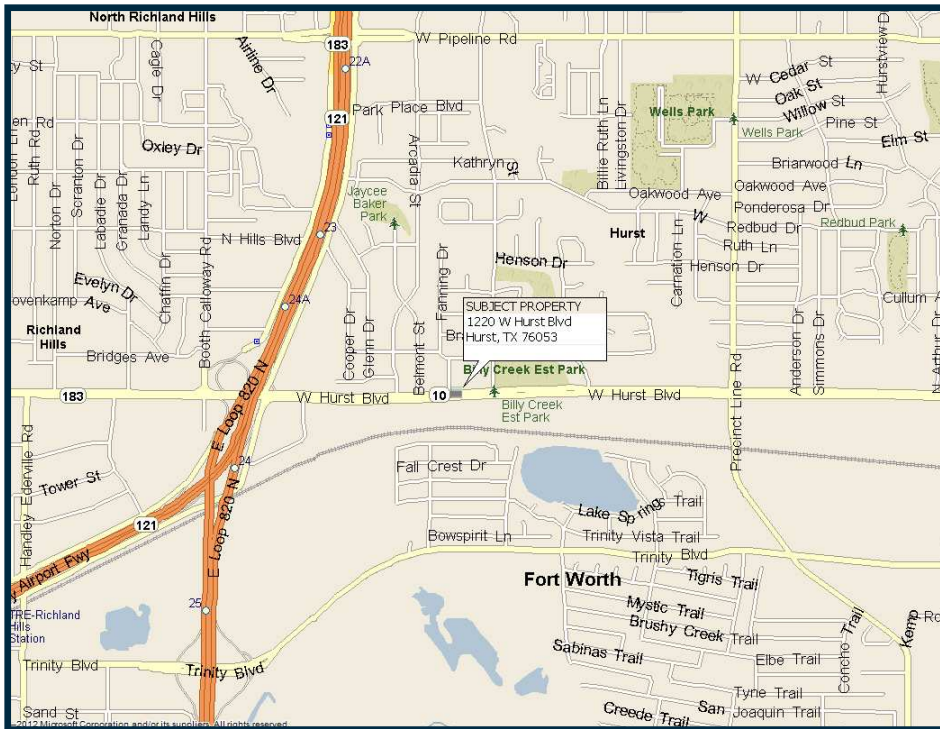 North Richland Hills
183
W Pipeline Rd
22A
Airline Dr
Cagle Dr
W Cedar St
Oak St
Willow St
Hurstview Dr
Park Place Blvd
121
Wells Park
Wells Park
Pine St
Elm St
Ruth Rd
Scranton Dr
Oxley Dr
Arcadia St
Kathryn St
Billie Ruth Ln
Livingston Dr
Briarwood Ln
Oakwood Ave
Oakwood Ave
Norton Dr
Labadie Dr
Granada Dr
Landy Ln
Jaycee
Baker
Park
Ponderosa Dr
W Redbud Dr
Redbud Park
Ruth Ln
N Hills Blvd
23
Hurst
Henson Dr
Henson Dr
Carnation Ln
Evelyn Dr
Chaffin Dr
Booth Calloway Rd
24A
Fanning Dr
SUBJECT PROPERTY
1220 W Hurst Blvd
Hurst, TX 76053
Richland
Hills
Bridges Ave
Cooper Dr
Glenn Dr
Belmont St
Anderson Dr
Simmons Dr
N Arthur Dr
Billy Creek Est Park
183
W Hurst Blvd
10
Billy Creek
Est Park
W Hurst Blvd
E Loop 820 N
Precinct Line Rd
Handley Ederville Rd
24
Fall Crest Dr
Tower St
121
E Loop 820 N
Lake Springs Trail
Bowspirit Ln
Trinity Vista Trail
Trinity Blvd
Airport Fwy
Fort Worth
Tigris Trail
25
Mystic Trail
Brushy Creek Trail
TRE-Richland
Hills
Station
Sabinas Trail
Concho Trail
Kemp
Elbe Trail
Trinity Blvd
Trinity Blvd
Tyne Trail
Sand St
Creede Trail
San Joaquin Trail
2012 Microsoft Corporation and/or its suppliers. All rights reserved.